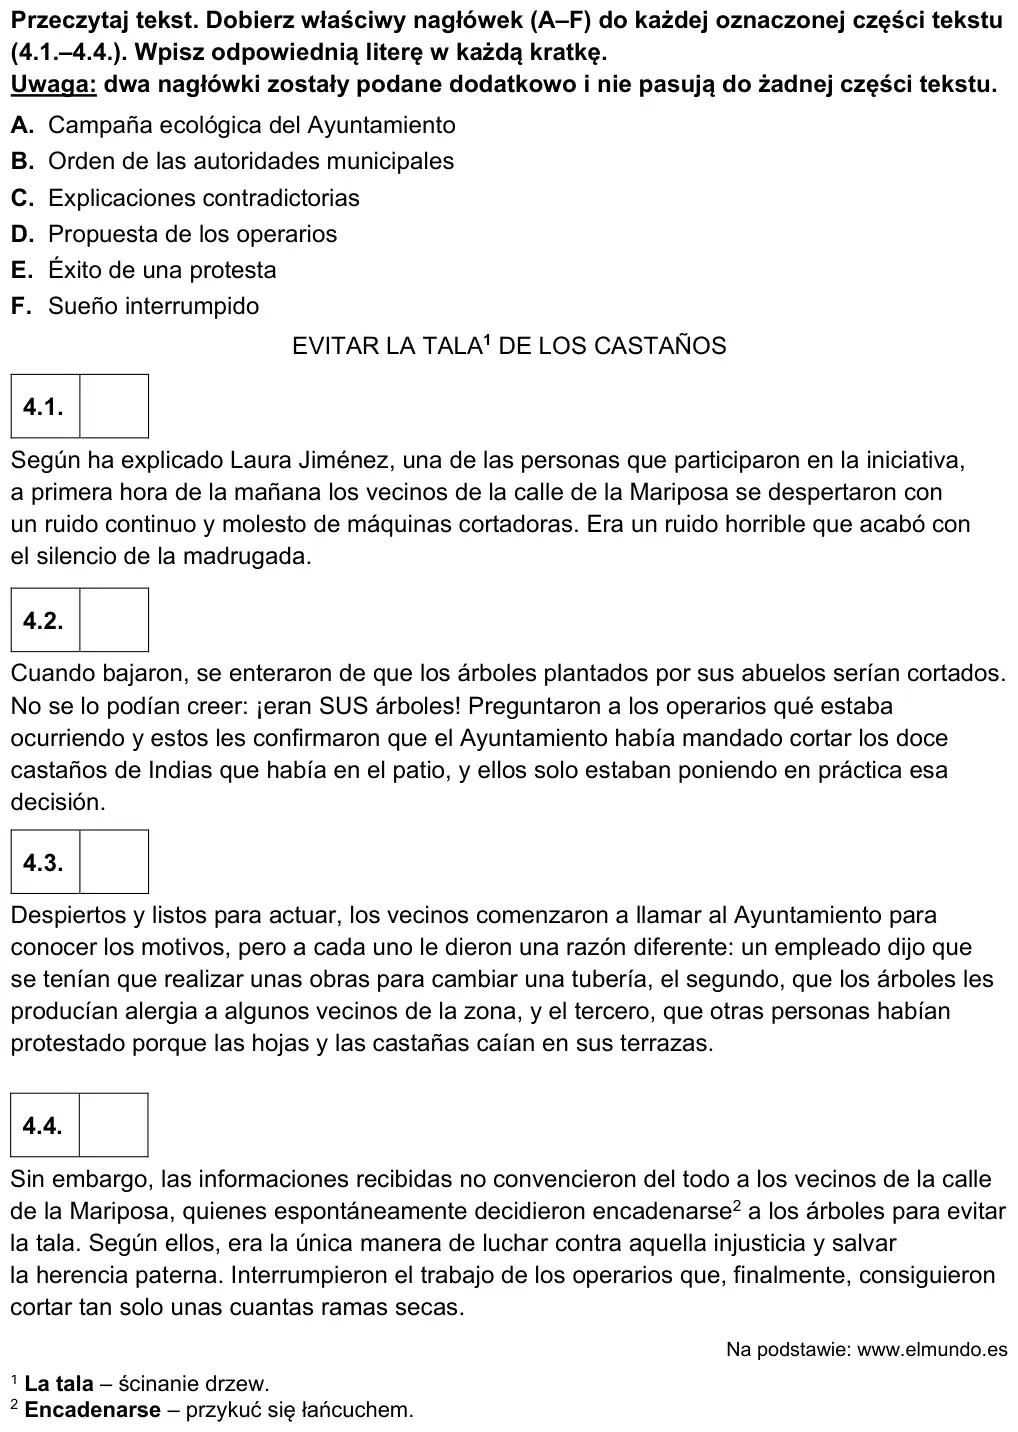 Przeczytaj tekst. Dobierz właściwy nagłówek (A–F) do każdej oznaczonej części tekstu
(4.1.–4.4.). Wpisz odpowiednią literę w każdą kratkę.
Uwaga: dwa nagłówki zostały podane dodatkowo i nie pasują do żadnej części tekstu.
A. Campaña ecológica del Ayuntamiento
B. Orden de las autoridades municipales
C. Explicaciones contradictorias
D. Propuesta de los operarios
E. Éxito de una protesta
F. Sueño interrumpido
EVITAR LA TALA¹ DE LOS CASTAÑOS
4.1.
Según ha explicado Laura Jiménez, una de las personas que participaron en la iniciativa,
a primera hora de la mañana los vecinos de la calle de la Mariposa se despertaron con
un ruido continuo y molesto de máquinas cortadoras. Era un ruido horrible que acabó con
el silencio de la madrugada.
4.2.
Cuando bajaron, se enteraron de que los árboles plantados por sus abuelos serían cortados.
No se lo podían creer: ¡eran SUS árboles! Preguntaron a los operarios qué estaba
ocurriendo y estos les confirmaron que el Ayuntamiento había mandado cortar los doce
castaños de Indias que había en el patio, y ellos solo estaban poniendo en práctica esa
decisión.
4.3.
Despiertos y listos para actuar, los vecinos comenzaron a llamar al Ayuntamiento para
conocer los motivos, pero a cada uno le dieron una razón diferente: un empleado dijo que
se tenían que realizar unas obras para cambiar una tubería, el segundo, que los árboles les
producían alergia a algunos vecinos de la zona, y el tercero, que otras personas habían
protestado porque las hojas y las castañas caían en sus terrazas.
4.4.
Sin embargo, las informaciones recibidas no convencieron del todo a los vecinos de la calle
de la Mariposa, quienes espontáneamente decidieron encadenarse² a los árboles para evitar
la tala. Según ellos, era la única manera de luchar contra aquella injusticia y salvar
la herencia paterna. Interrumpieron el trabajo de los operarios que, finalmente, consiguieron
cortar tan solo unas cuantas ramas secas.
Na podstawie: www.elmundo.es
¹ La tala – ścinanie drzew.
² Encadenarse – przykuć się łańcuchem.